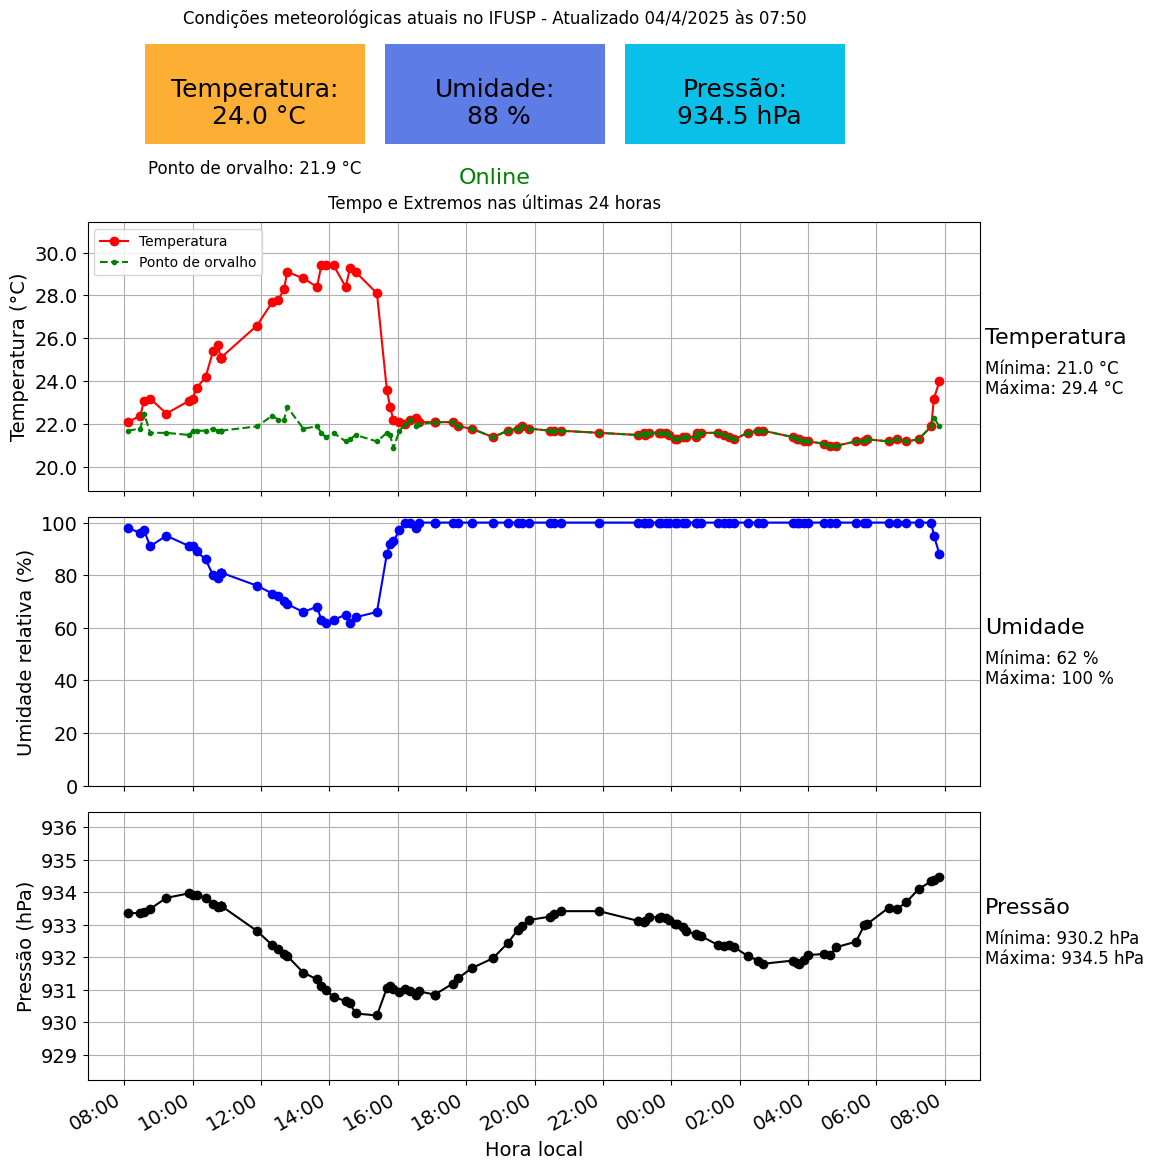 Condições meteorológicas atuais no IFUSP - Atualizado 04/4/2025 às 07:50
Temperatura:
24.0 °C
Umidade:
88 %
Pressão:
934.5 hPa
Ponto de orvalho: 21.9 °C
Online
Tempo e Extremos nas últimas 24 horas
Temperatura
Ponto de orvalho
Temperatura (°C)
30.0
28.0
26.0
24.0
22.0
20.0
Temperatura
Mínima: 21.0 °C
Máxima: 29.4 °C
Umidade relativa (%)
100
80
60
40
20
0
Umidade
Mínima: 62 %
Máxima: 100 %
Pressão (hPa)
936
935
934
933
932
931
930
929
Pressão
Mínima: 930.2 hPa
Máxima: 934.5 hPa
08:00 10:00 12:00 14:00 16:00 18:00 20:00 22:00 00:00 02:00 04:00 06:00 08:00
Hora local